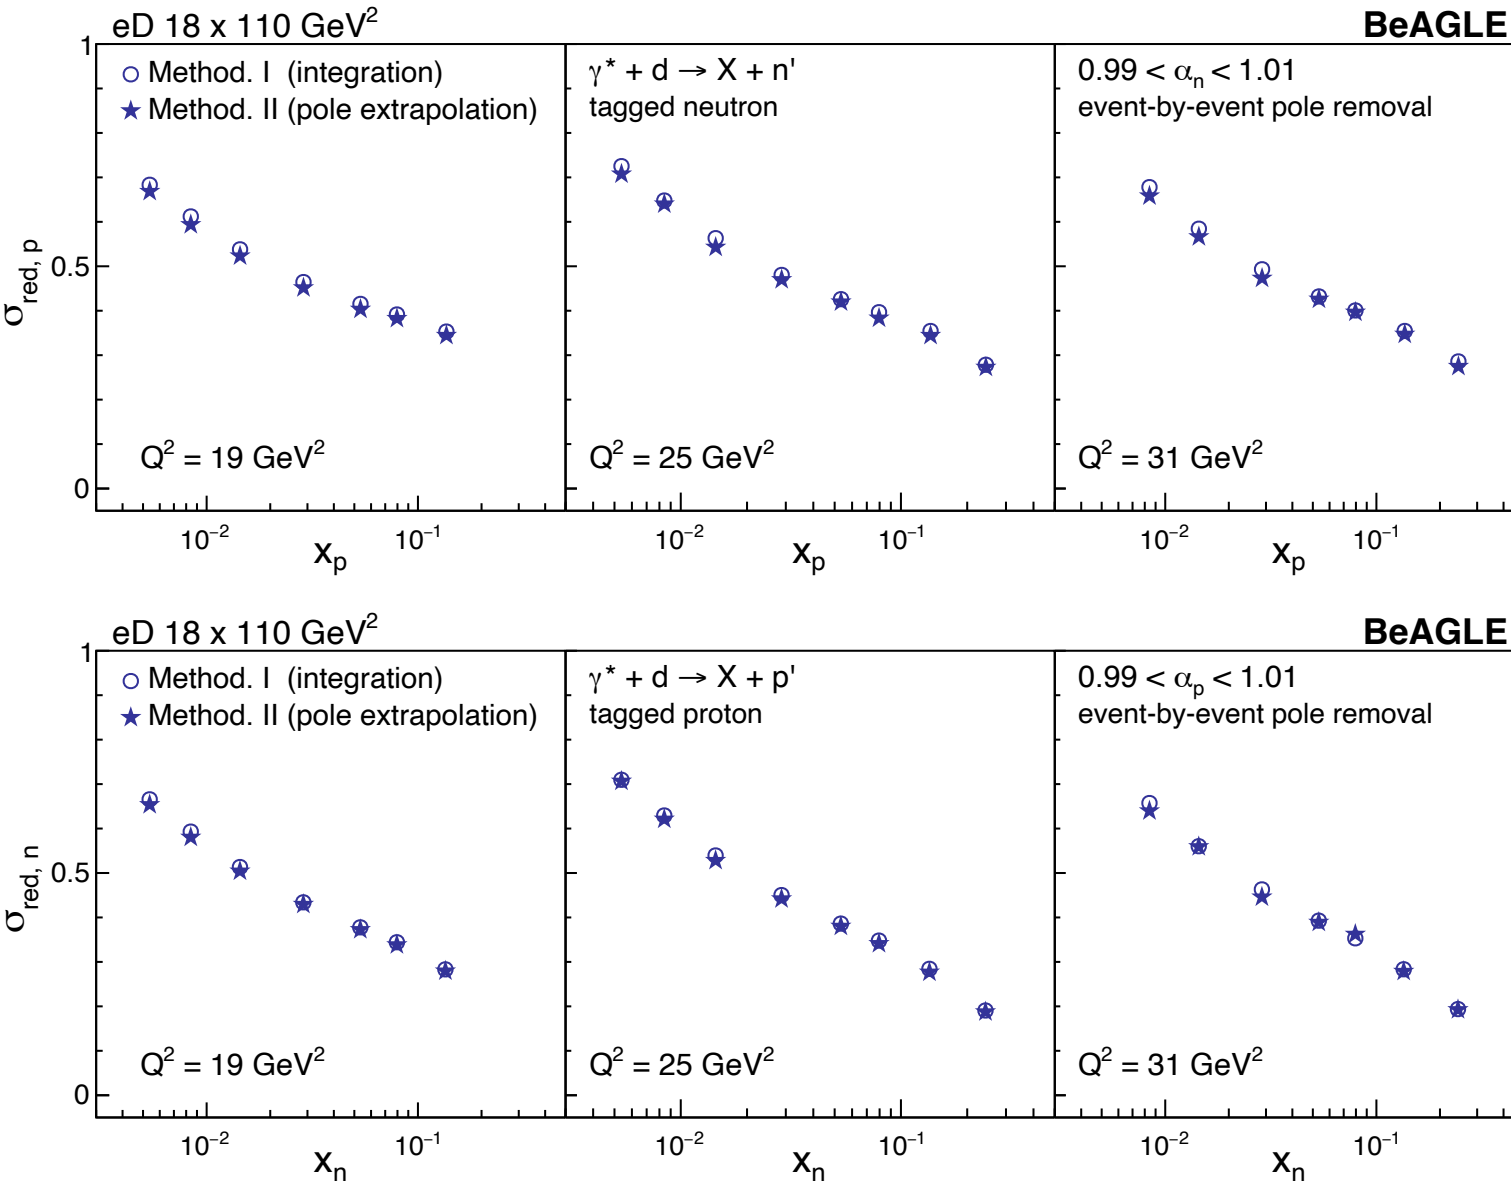 eD 18 x 110 GeV² BeAGLE
1
Method. I (integration)
Method. II (pole extrapolation)
γ* + d → X + n'
tagged neutron
0.99 < αₙ < 1.01
event-by-event pole removal
σ_red, p
0.5
0
Q² = 19 GeV²
Q² = 25 GeV²
Q² = 31 GeV²
10⁻² 10⁻¹ 10⁻² 10⁻¹ 10⁻² 10⁻¹
xₚ xₚ xₚ
eD 18 x 110 GeV² BeAGLE
1
Method. I (integration)
Method. II (pole extrapolation)
γ* + d → X + p'
tagged proton
0.99 < αₚ < 1.01
event-by-event pole removal
σ_red, n
0.5
0
Q² = 19 GeV²
Q² = 25 GeV²
Q² = 31 GeV²
10⁻² 10⁻¹ 10⁻² 10⁻¹ 10⁻² 10⁻¹
xₙ xₙ xₙ